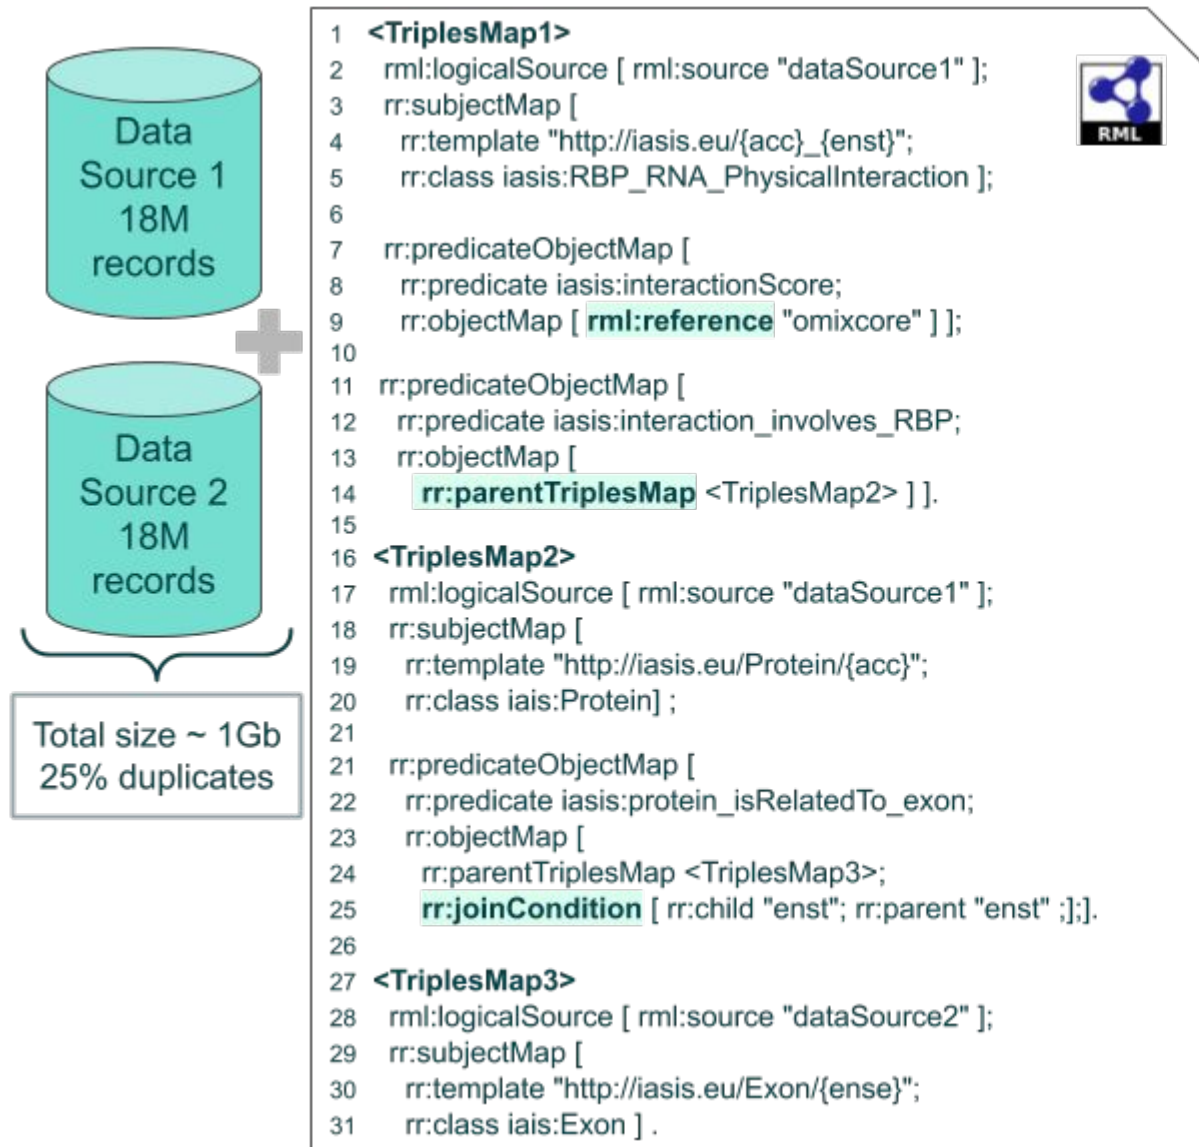 Data
Source 1
18M
records
Data
Source 2
18M
records
Total size ~ 1Gb
25% duplicates
1 <TriplesMap1>
2 rml:logicalSource [ rml:source "dataSource1" ];
3 rr:subjectMap [
4 rr:template "http://iasis.eu/{acc}_{enst}";
5 rr:class iasis:RBP_RNA_PhysicalInteraction ];
6
7 rr:predicateObjectMap [
8 rr:predicate iasis:interactionScore;
9 rr:objectMap [ rml:reference "omixcore" ] ];
10
11 rr:predicateObjectMap [
12 rr:predicate iasis:interaction_involves_RBP;
13 rr:objectMap [
14 rr:parentTriplesMap <TriplesMap2> ] ].
15
16 <TriplesMap2>
17 rml:logicalSource [ rml:source "dataSource1" ];
18 rr:subjectMap [
19 rr:template "http://iasis.eu/Protein/{acc}";
20 rr:class iais:Protein] ;
21
21 rr:predicateObjectMap [
22 rr:predicate iasis:protein_isRelatedTo_exon;
23 rr:objectMap [
24 rr:parentTriplesMap <TriplesMap3>;
25 rr:joinCondition [ rr:child "enst"; rr:parent "enst" ;];].
26
27 <TriplesMap3>
28 rml:logicalSource [ rml:source "dataSource2" ];
29 rr:subjectMap [
30 rr:template "http://iasis.eu/Exon/{ense}";
31 rr:class iais:Exon ] .
RML